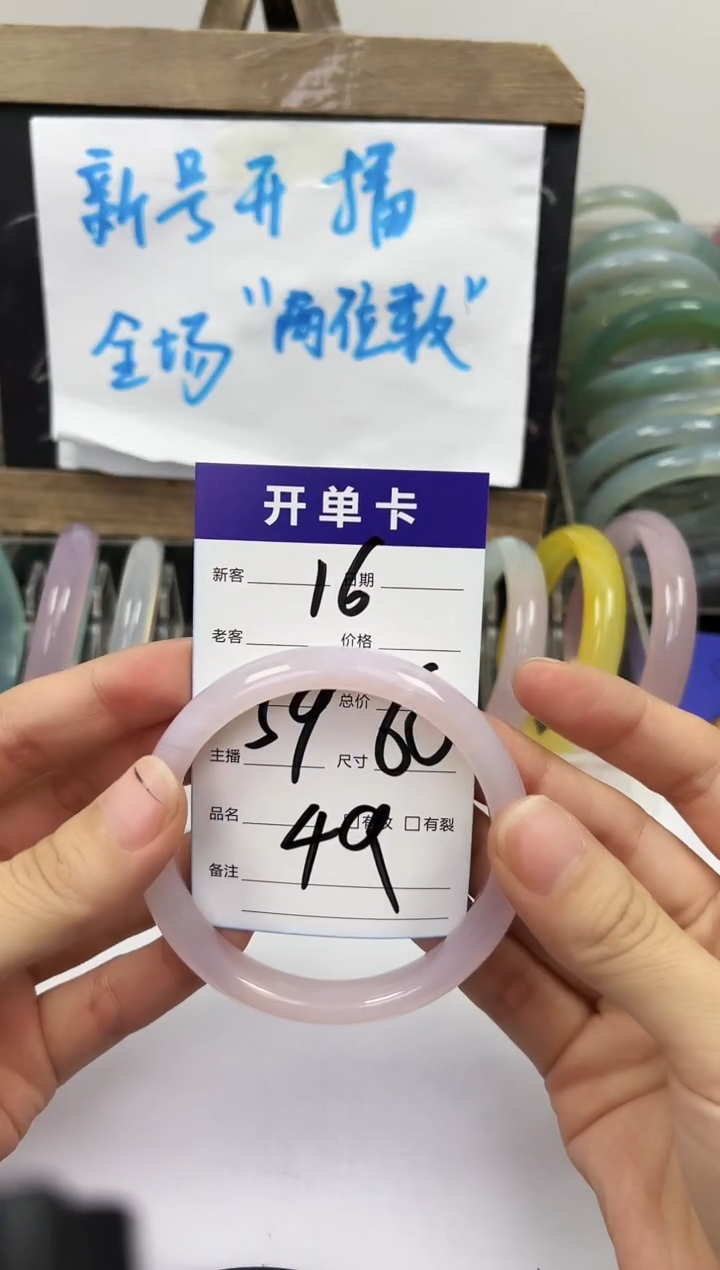 新号开播
全场"两位数"
开单卡
新客
16
日期
老客
价格
59
总价
60
主播
尺寸
品名
49
有纹 □有裂
备注